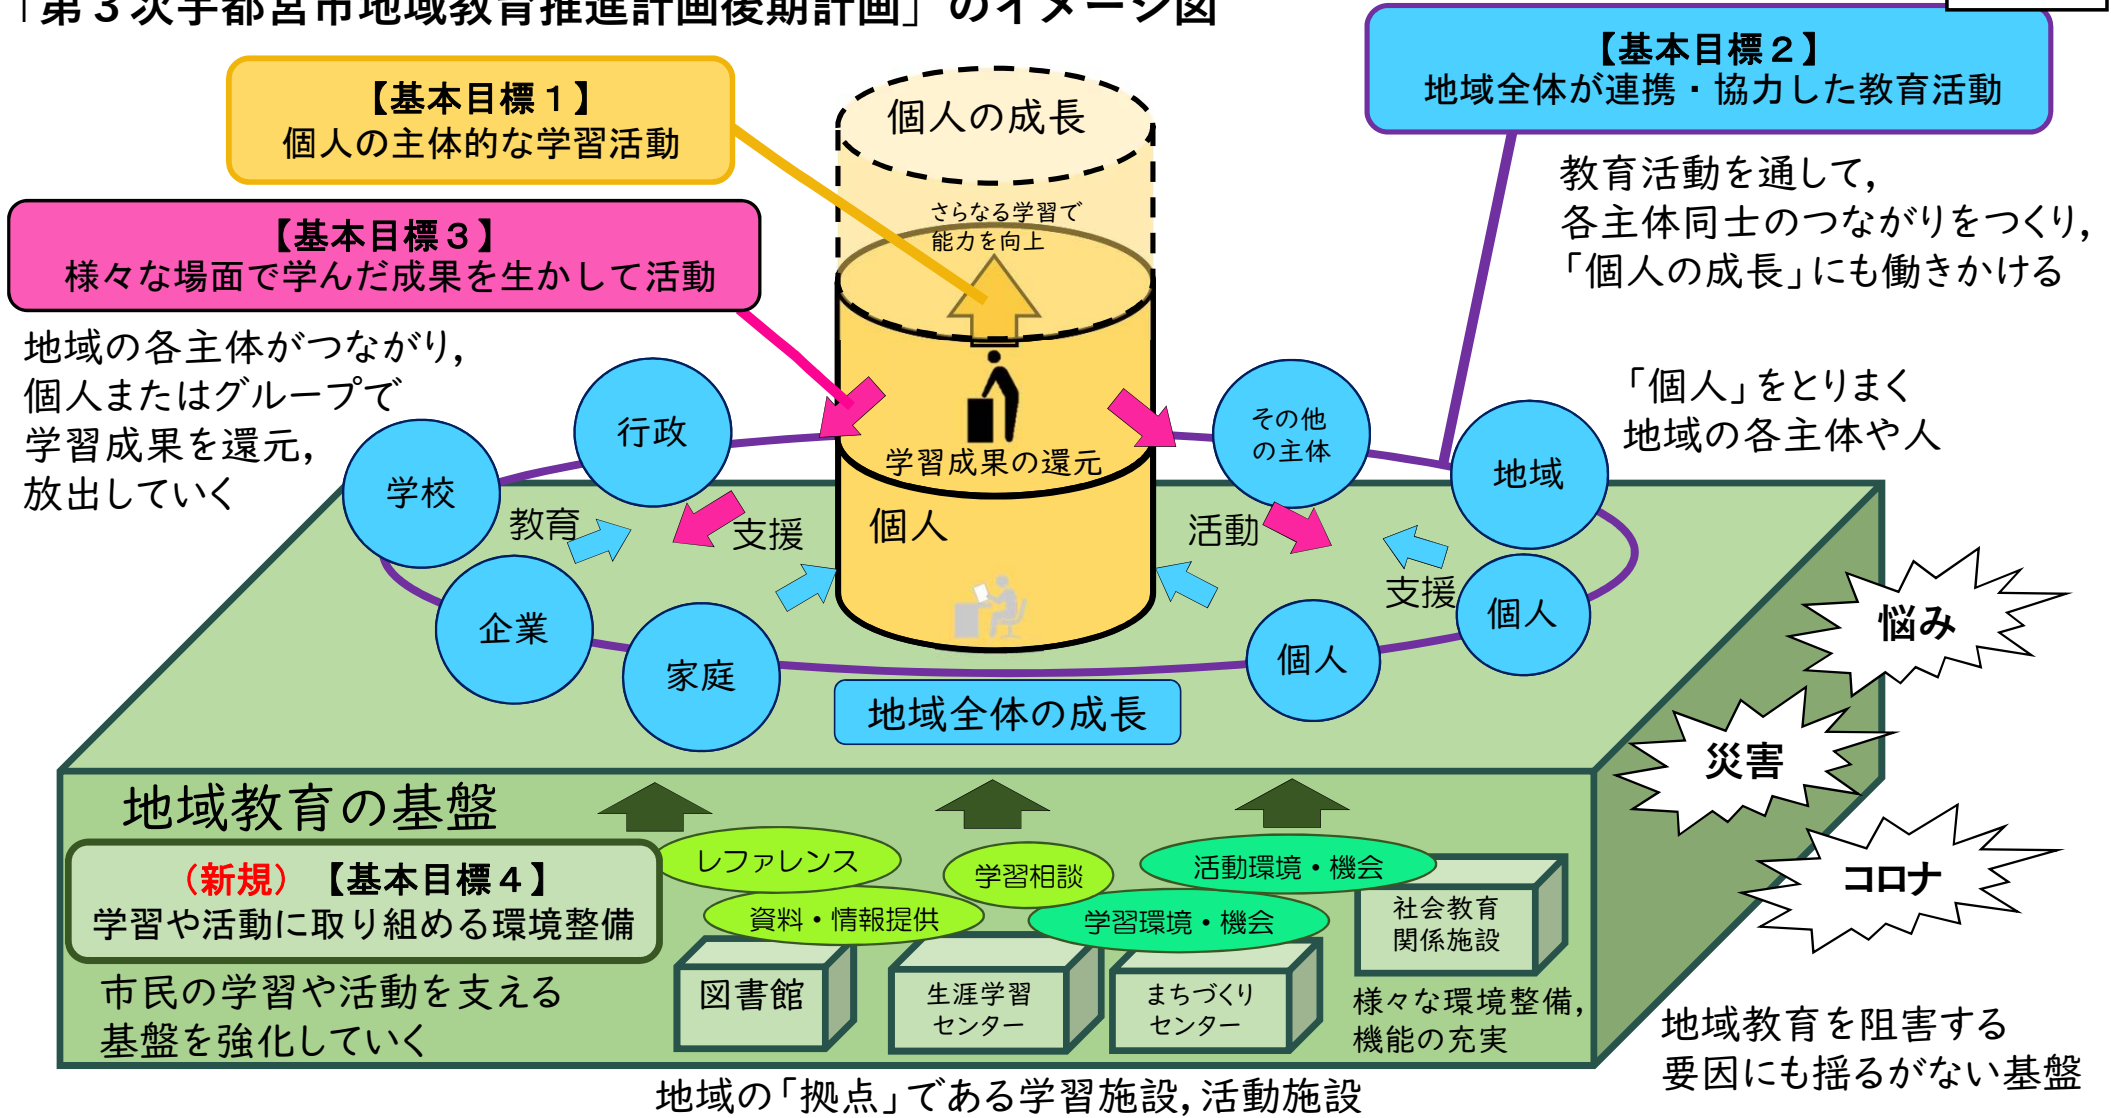 「第３次宇都宮市地域教育推進計画後期計画」のイメージ図
【基本目標１】
個人の主体的な学習活動
【基本目標２】
地域全体が連携・協力した教育活動
【基本目標３】
様々な場面で学んだ成果を生かして活動
個人の成長
さらなる学習で
能力を向上
教育活動を通して,
各主体同士のつながりをつくり,
「個人の成長」にも働きかける
地域の各主体がつながり,
個人またはグループで
学習成果を還元,
放出していく
「個人」をとりまく
地域の各主体や人
学校
行政
その他
の主体
地域
学習成果の還元
個人
教育
支援
活動
支援
企業
家庭
個人
個人
地域全体の成長
悩み
災害
コロナ
地域教育の基盤
（新規）【基本目標４】
学習や活動に取り組める環境整備
市民の学習や活動を支える
基盤を強化していく
レファレンス
資料・情報提供
学習相談
活動環境・機会
学習環境・機会
図書館
生涯学習
センター
まちづくり
センター
社会教育
関係施設
様々な環境整備,
機能の充実
地域教育を阻害する
要因にも揺るがない基盤
地域の「拠点」である学習施設,活動施設